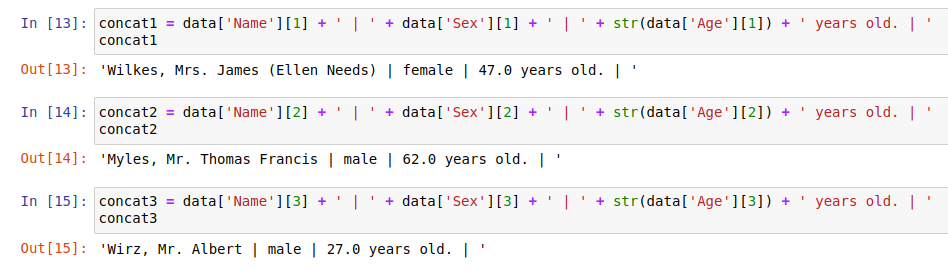 In [13]: concat1 = data['Name'][1] + ' | ' + data['Sex'][1] + ' | ' + str(data['Age'][1]) + ' years old. | '
concat1
Out[13]: 'Wilkes, Mrs. James (Ellen Needs) | female | 47.0 years old. | '
In [14]: concat2 = data['Name'][2] + ' | ' + data['Sex'][2] + ' | ' + str(data['Age'][2]) + ' years old. | '
concat2
Out[14]: 'Myles, Mr. Thomas Francis | male | 62.0 years old. | '
In [15]: concat3 = data['Name'][3] + ' | ' + data['Sex'][3] + ' | ' + str(data['Age'][3]) + ' years old. | '
concat3
Out[15]: 'Wirz, Mr. Albert | male | 27.0 years old. | '